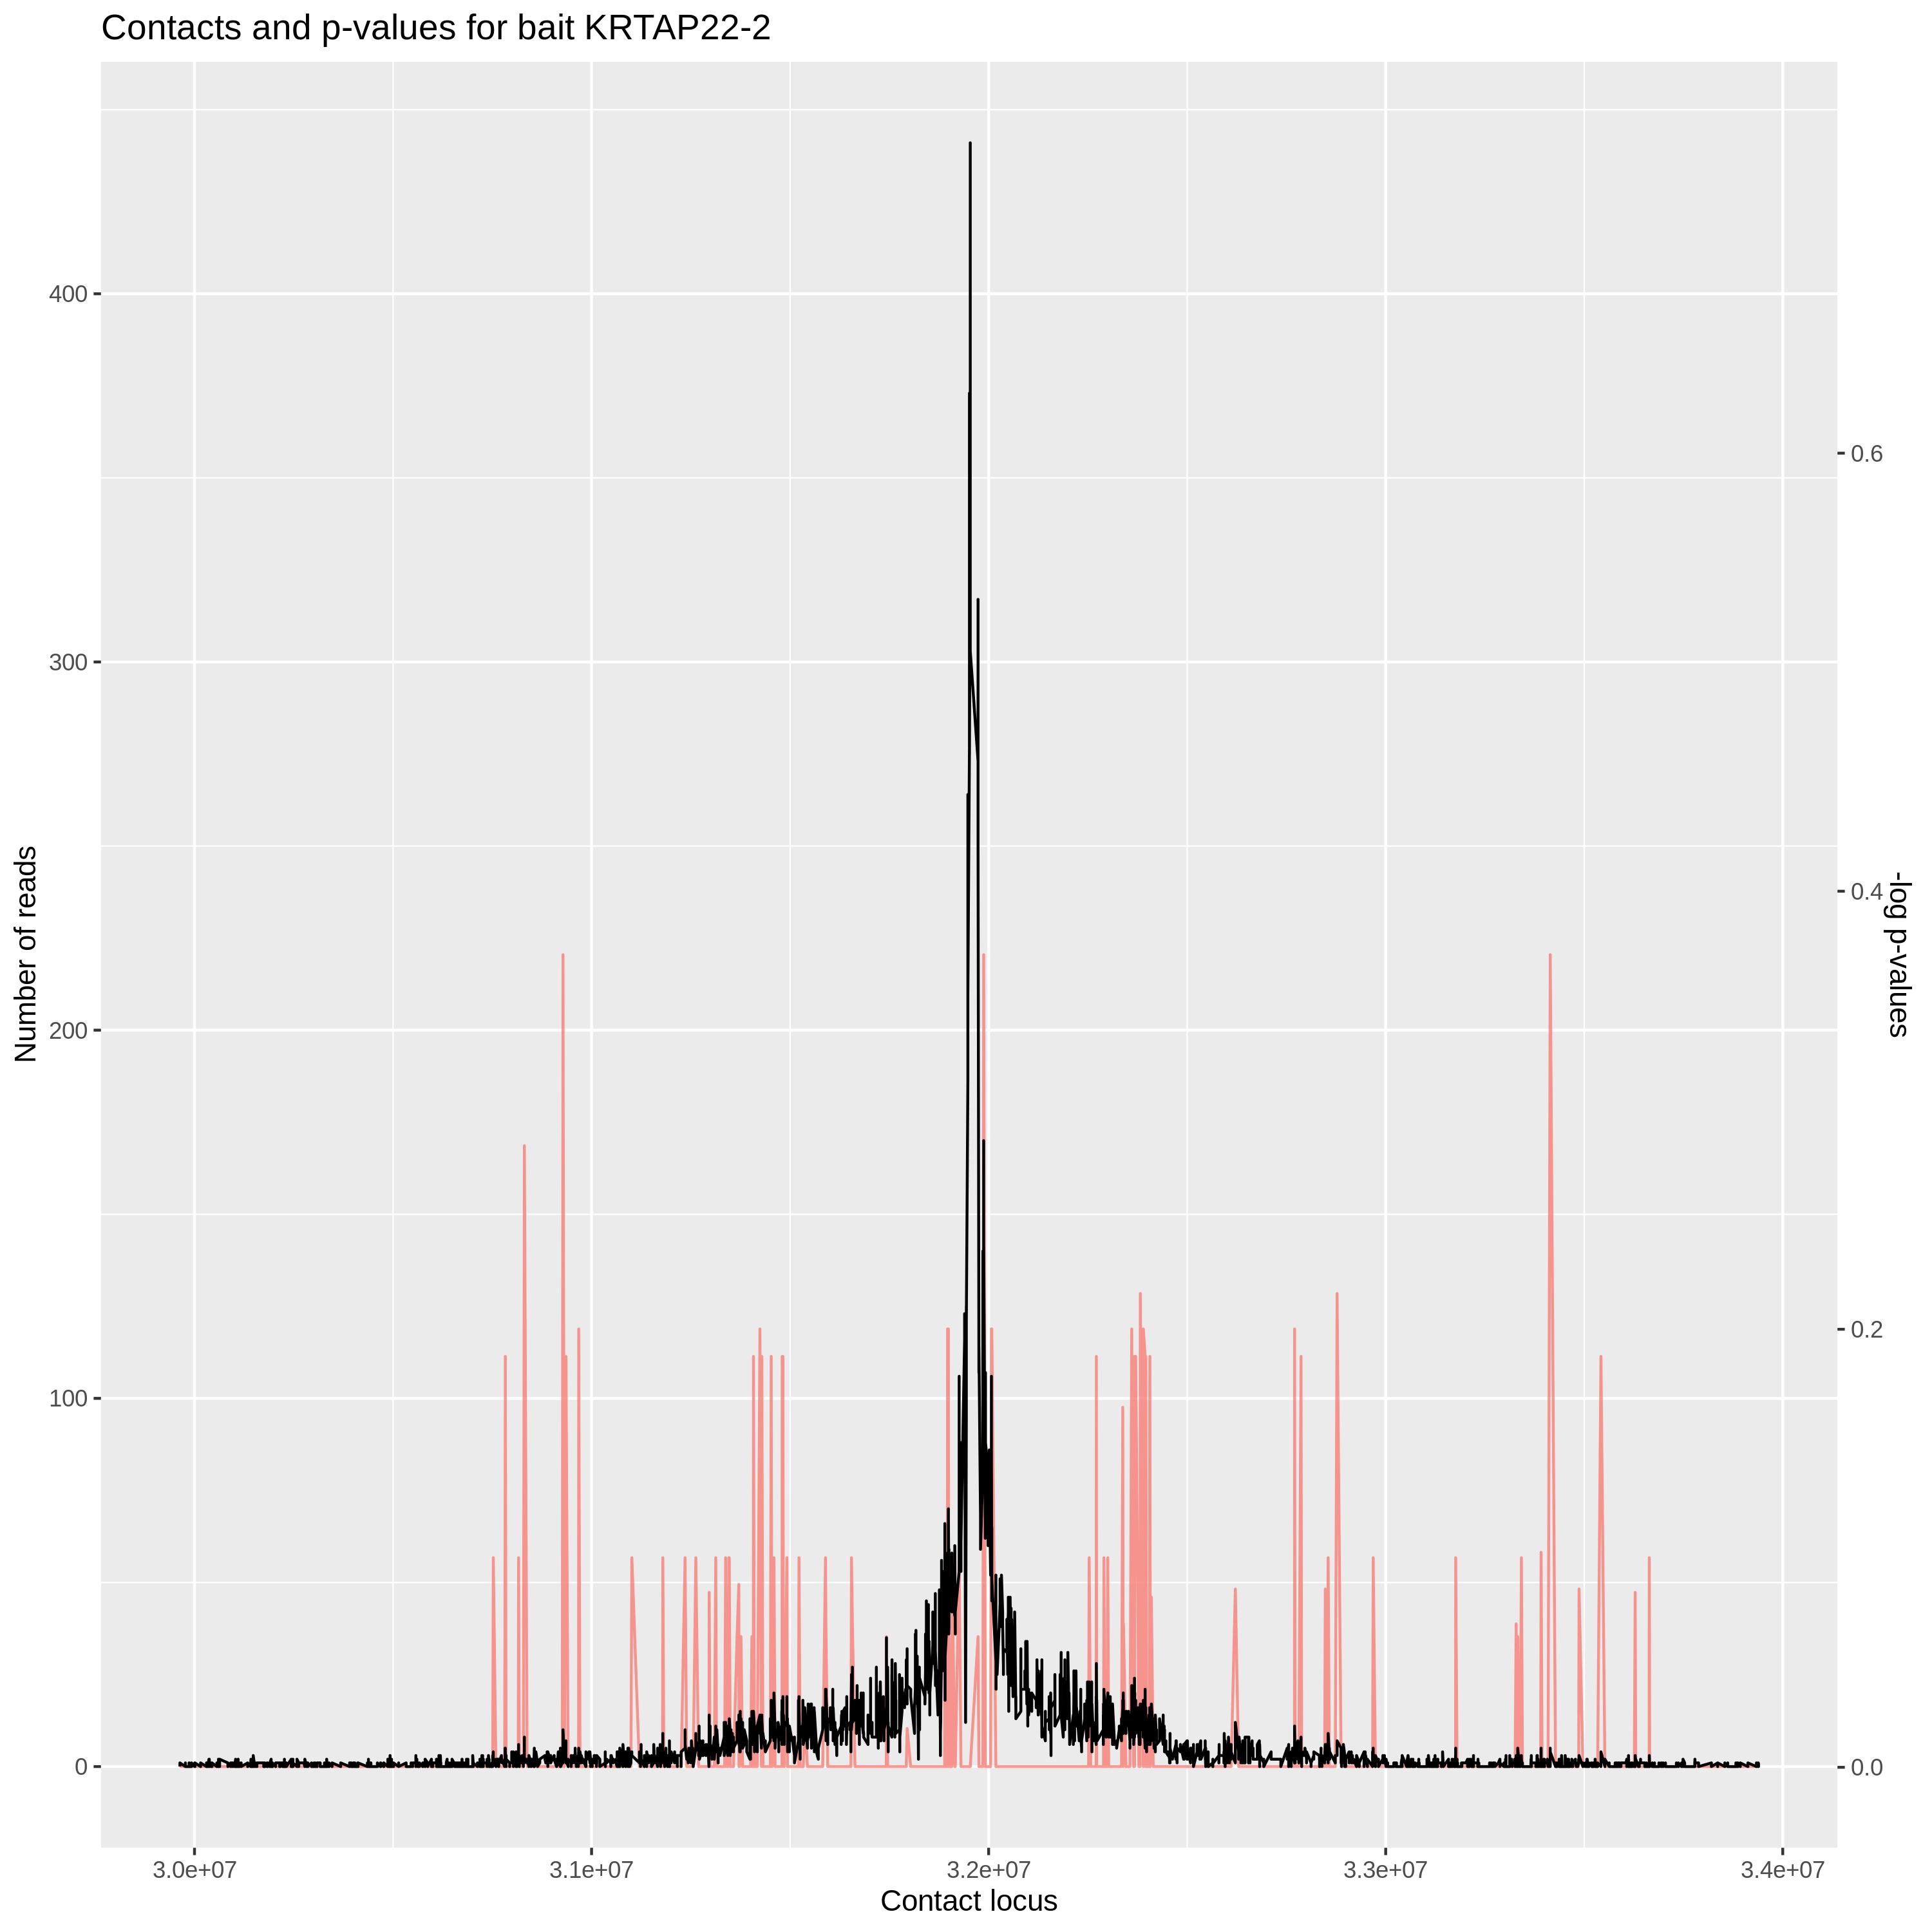 Contacts and p-values for bait KRTAP22-2
400
300
200
100
0
Number of reads
0.6
0.4
0.2
0.0
-log p-values
3.0e+07 3.1e+07 3.2e+07 3.3e+07 3.4e+07
Contact locus